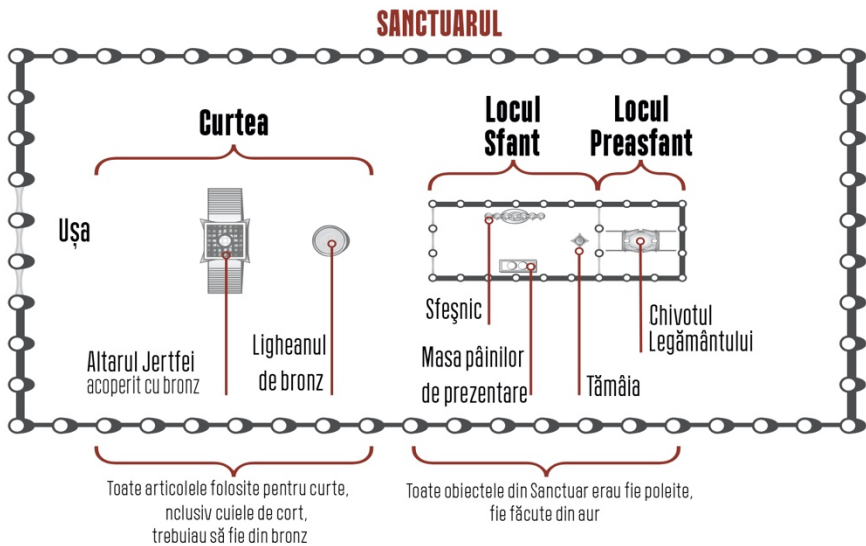 SANCTUARUL
Curtea
Locul
Sfant
Locul
Preasfant
Ușa
Altarul Jertfei
acoperit cu bronz
Ligheanul
de bronz
Sfeşnic
Masa pâinilor
de prezentare
Tămâia
Chivotul
Legământului
Toate articolele folosite pentru curte,
nclusiv cuiele de cort,
trebuiau să fie din bronz
Toate obiectele din Sanctuar erau fie poleite,
fie făcute din aur